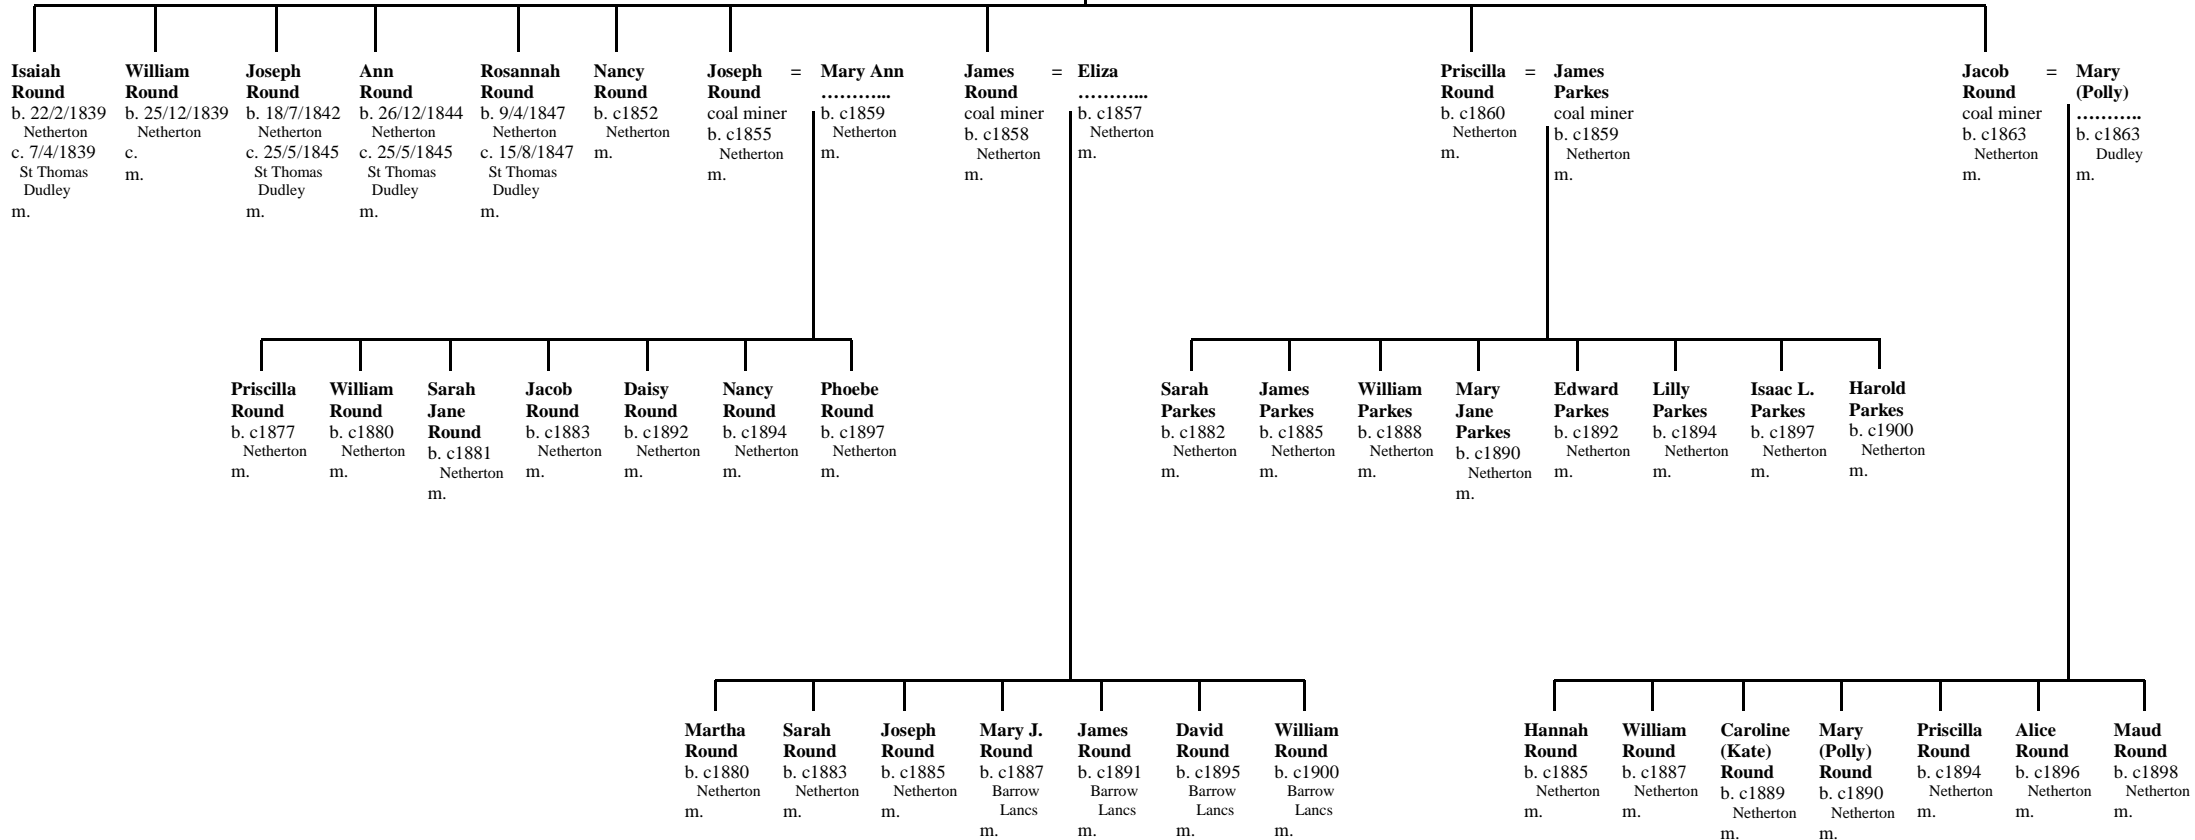 Isaiah
Round
b. 22/2/1839
Netherton
c. 7/4/1839
St Thomas
Dudley
m.
William
Round
b. 25/12/1839
Netherton
c.
m.
Joseph
Round
b. 18/7/1842
Netherton
c. 25/5/1845
St Thomas
Dudley
m.
Ann
Round
b. 26/12/1844
Netherton
c. 25/5/1845
St Thomas
Dudley
m.
Rosannah
Round
b. 9/4/1847
Netherton
c. 15/8/1847
St Thomas
Dudley
m.
Nancy
Round
b. c1852
Netherton
m.
Joseph =
Round
coal miner
b. c1855
Netherton
m.
Mary Ann
………...
b. c1859
Netherton
m.
James =
Round
coal miner
b. c1858
Netherton
m.
Eliza
………...
b. c1857
Netherton
m.
Priscilla =
Round
b. c1860
Netherton
m.
James
Parkes
coal miner
b. c1859
Netherton
m.
Jacob =
Round
coal miner
b. c1863
Netherton
m.
Mary
(Polly)
………..
b. c1863
Dudley
m.
Priscilla
Round
b. c1877
Netherton
m.
William
Round
b. c1880
Netherton
m.
Sarah
Jane
Round
b. c1881
Netherton
m.
Jacob
Round
b. c1883
Netherton
m.
Daisy
Round
b. c1892
Netherton
m.
Nancy
Round
b. c1894
Netherton
m.
Phoebe
Round
b. c1897
Netherton
m.
Sarah
Parkes
b. c1882
Netherton
m.
James
Parkes
b. c1885
Netherton
m.
William
Parkes
b. c1888
Netherton
m.
Mary
Jane
Parkes
b. c1890
Netherton
m.
Edward
Parkes
b. c1892
Netherton
m.
Lilly
Parkes
b. c1894
Netherton
m.
Isaac L.
Parkes
b. c1897
Netherton
m.
Harold
Parkes
b. c1900
Netherton
m.
Martha
Round
b. c1880
Netherton
m.
Sarah
Round
b. c1883
Netherton
m.
Joseph
Round
b. c1885
Netherton
m.
Mary J.
Round
b. c1887
Barrow
Lancs
m.
James
Round
b. c1891
Barrow
Lancs
m.
David
Round
b. c1895
Barrow
Lancs
m.
William
Round
b. c1900
Barrow
Lancs
m.
Hannah
Round
b. c1885
Netherton
m.
William
Round
b. c1887
Netherton
m.
Caroline
(Kate)
Round
b. c1889
Netherton
m.
Mary
(Polly)
Round
b. c1890
Netherton
m.
Priscilla
Round
b. c1894
Netherton
m.
Alice
Round
b. c1896
Netherton
m.
Maud
Round
b. c1898
Netherton
m.